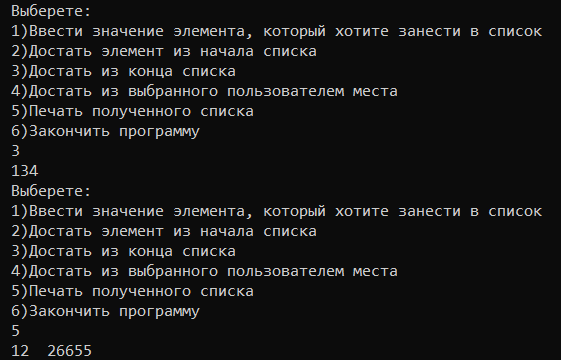 Выберете:
1)Ввести значение элемента, который хотите занести в список
2)Достать элемент из начала списка
3)Достать из конца списка
4)Достать из выбранного пользователем места
5)Печать полученного списка
6)Закончить программу
3
134
Выберете:
1)Ввести значение элемента, который хотите занести в список
2)Достать элемент из начала списка
3)Достать из конца списка
4)Достать из выбранного пользователем места
5)Печать полученного списка
6)Закончить программу
5
12  26655